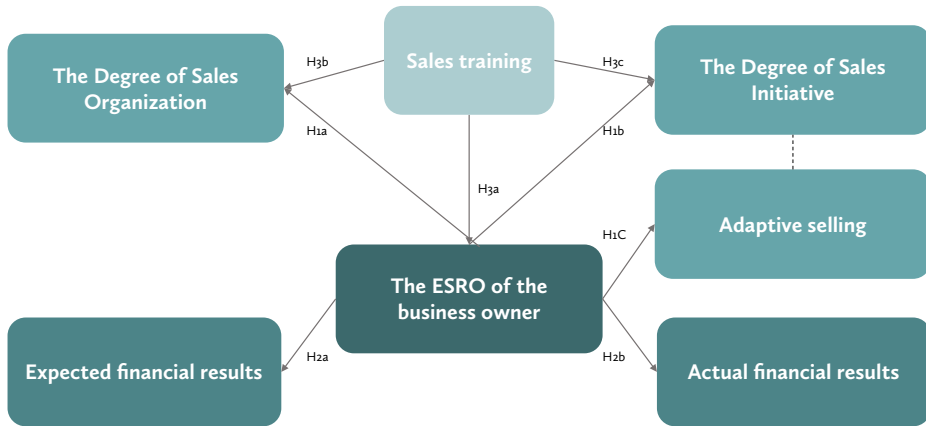 Sales training
The Degree of Sales
Organization
The Degree of Sales
Initiative
H3b
H3c
H1a
H1b
H3a
Adaptive selling
H1C
The ESRO of the
business owner
Expected financial results
H2a
H2b
Actual financial results